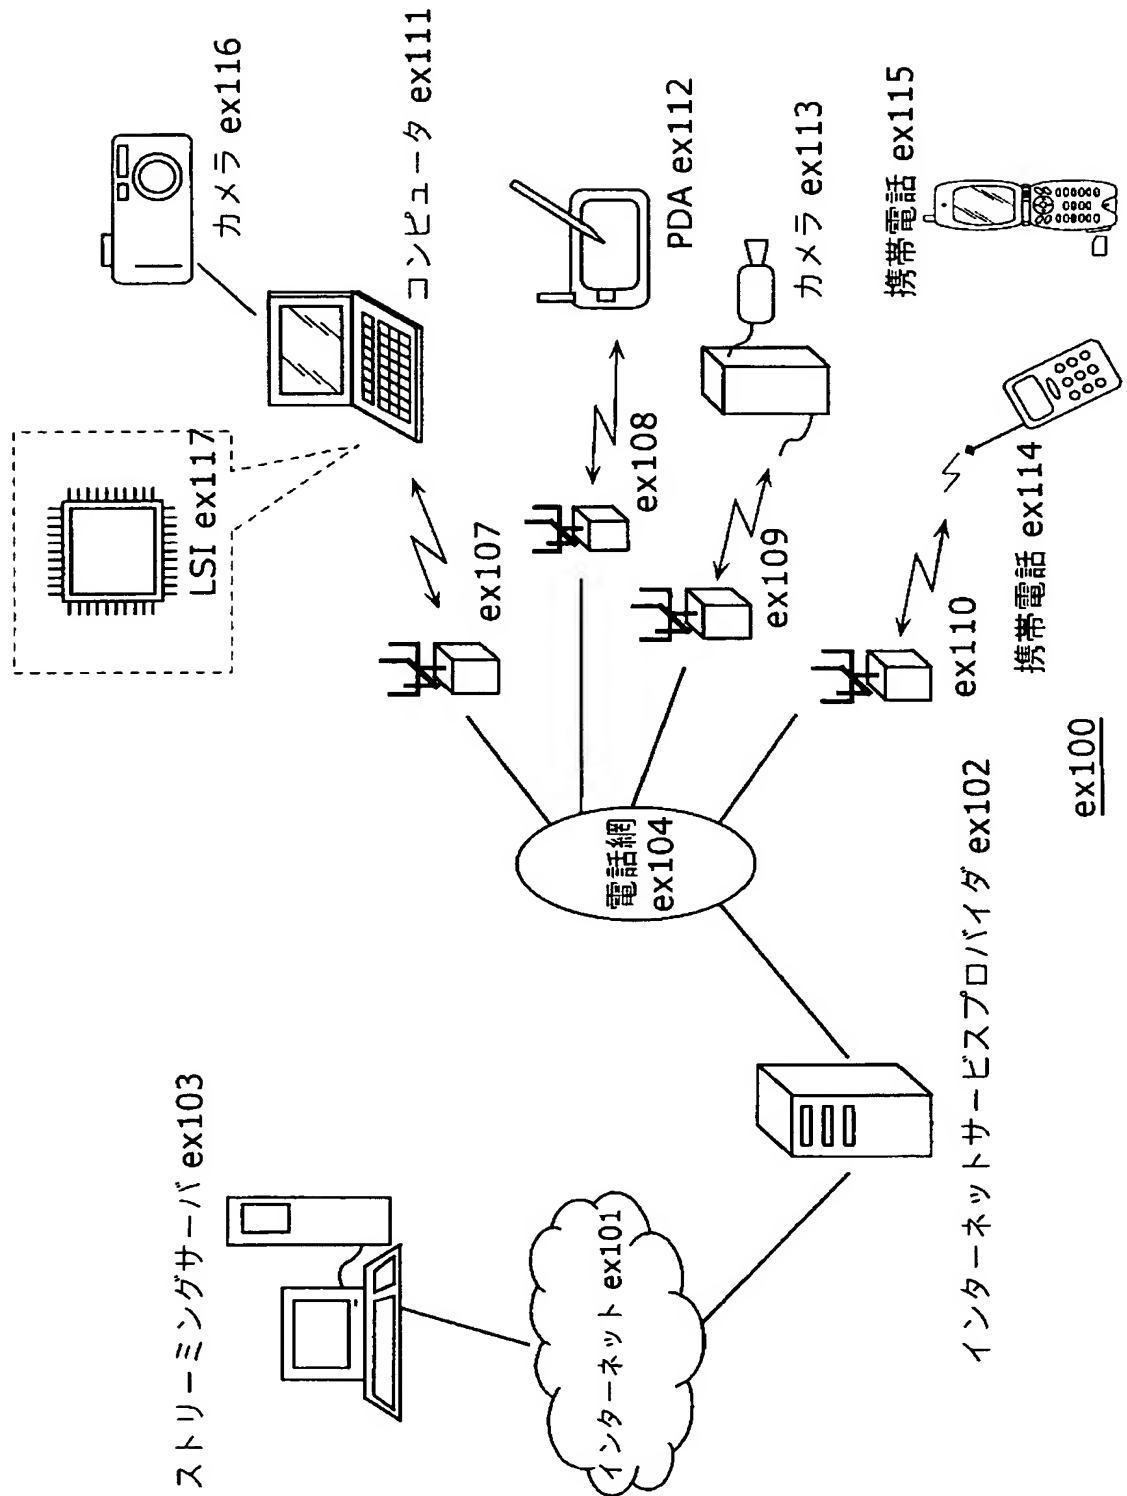 ストリーミングサーバ ex103
インターネット ex101
インターネットサービスプロバイダ ex102
電話網
ex104
LSI ex117
カメラ ex116
コンピュータ ex111
ex107
PDA ex112
ex108
カメラ ex113
ex109
携帯電話 ex115
携帯電話 ex114
ex110
ex100